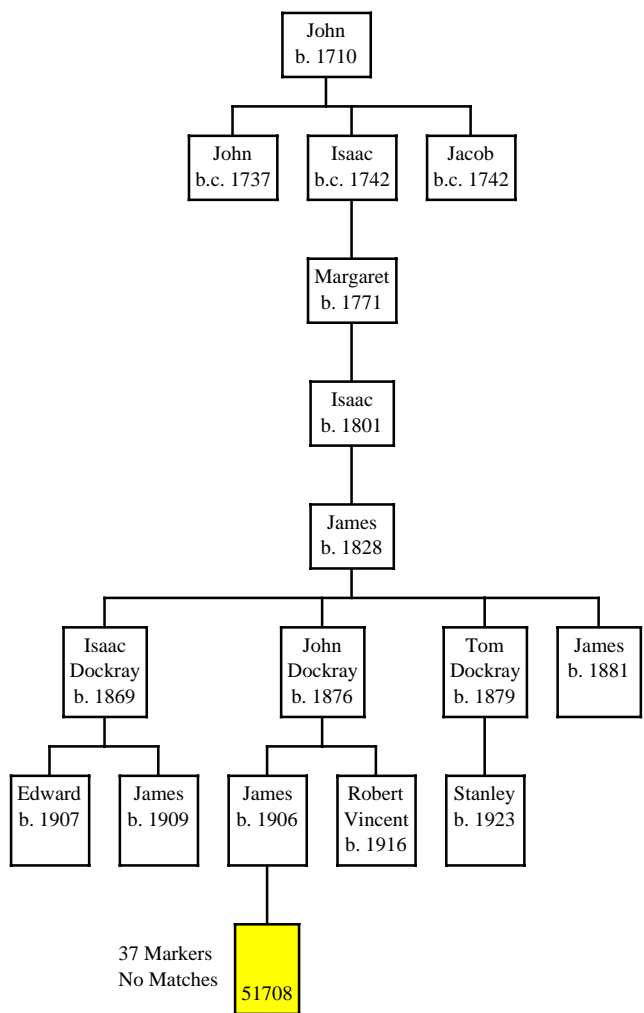 John
b. 1710
John
b.c. 1737
Isaac
b.c. 1742
Jacob
b.c. 1742
Margaret
b. 1771
Isaac
b. 1801
James
b. 1828
Isaac
Dockray
b. 1869
John
Dockray
b. 1876
Tom
Dockray
b. 1879
James
b. 1881
Edward
b. 1907
James
b. 1909
James
b. 1906
Robert
Vincent
b. 1916
Stanley
b. 1923
37 Markers
No Matches
51708